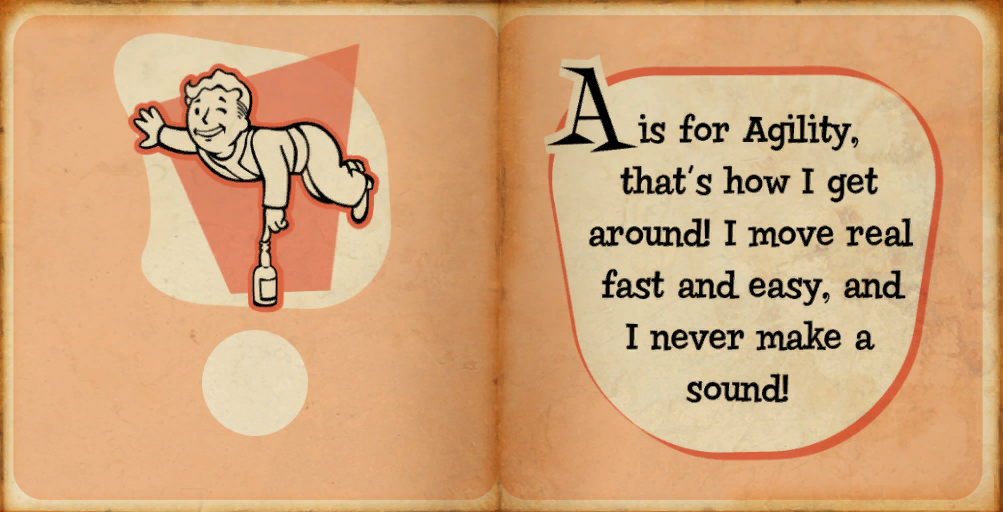 A is for Agility,
that's how I get
around! I move real
fast and easy, and
I never make a
sound!